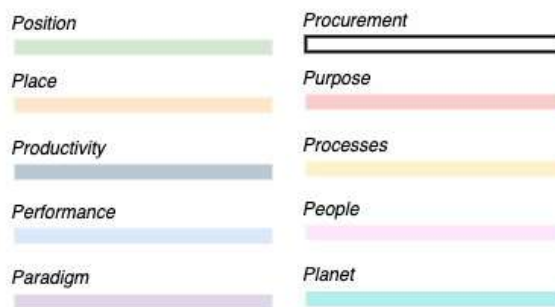 Position
Procurement
Place
Purpose
Productivity
Processes
Performance
People
Paradigm
Planet